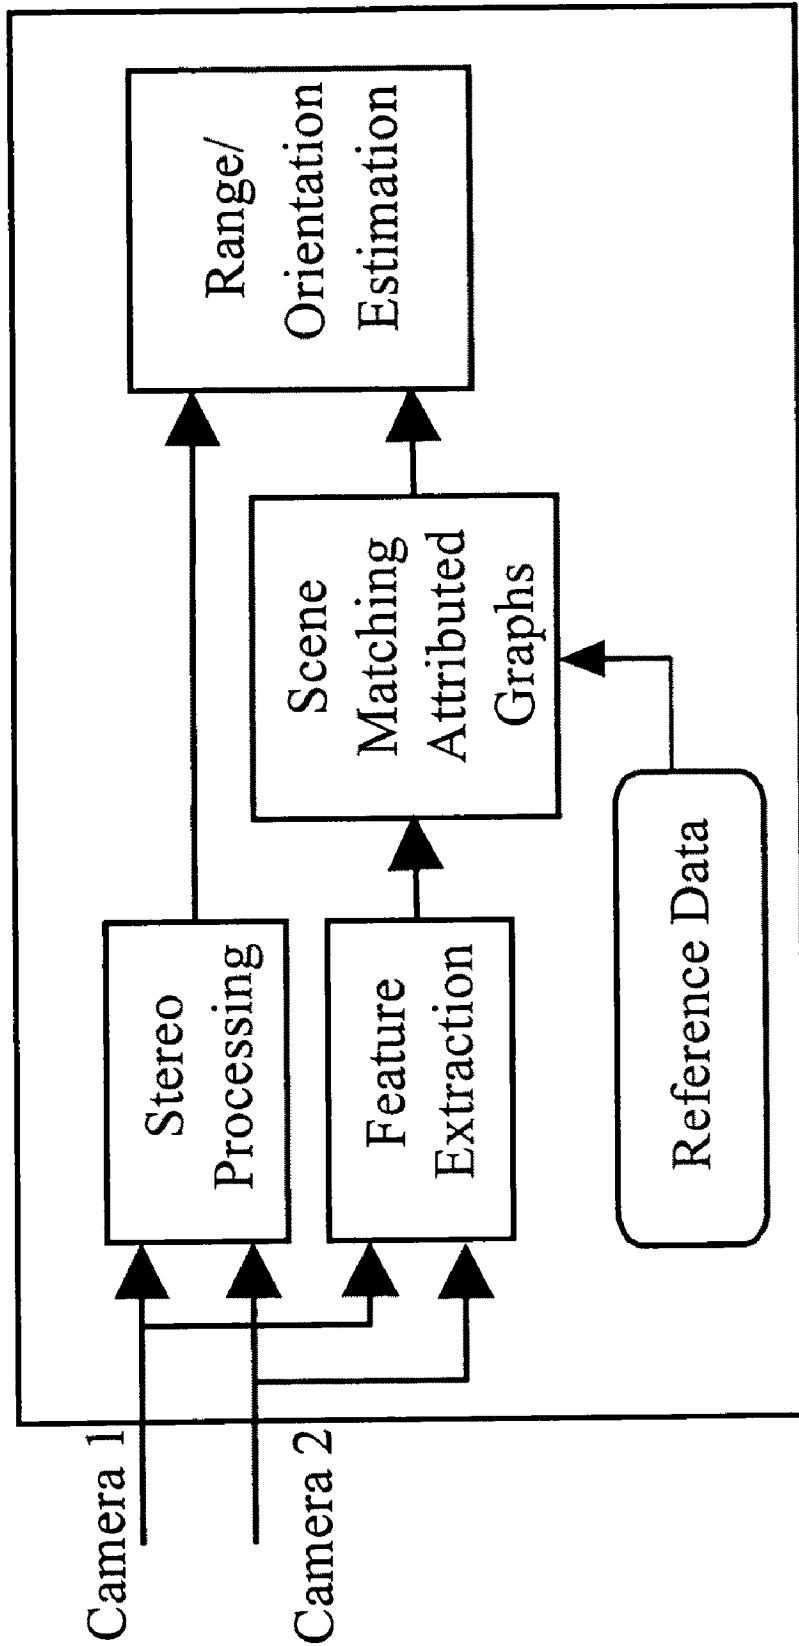 Camera 1
Camera 2
Stereo
Processing
Feature
Extraction
Reference Data
Scene
Matching
Attributed
Graphs
Range/
Orientation
Estimation